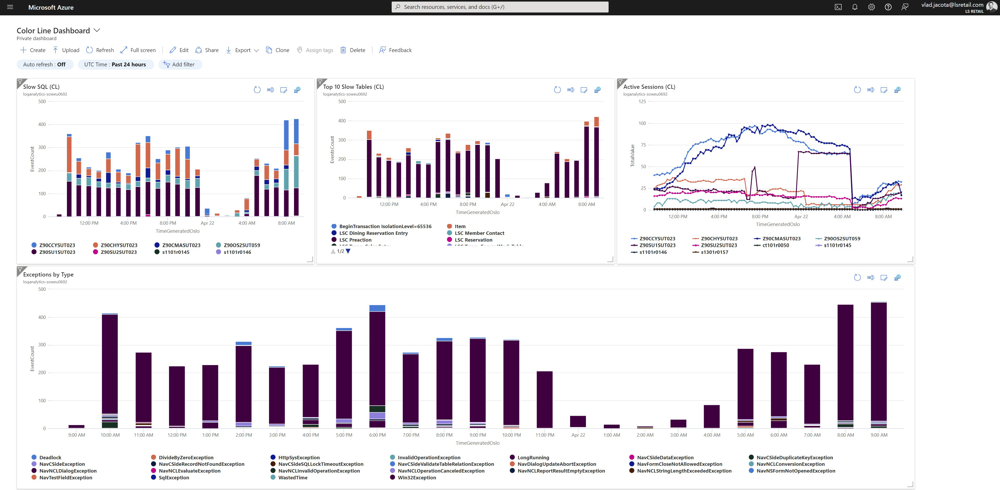 Microsoft Azure
Search resources, services, and docs (G+/)
vlad.jacota@lsretail.com
LS RETAIL
Color Line Dashboard
Private dashboard
Create Upload Refresh Full screen Edit Share Export Clone Assign tags Delete Feedback
Auto refresh : Off UTC Time : Past 24 hours Add filter
Slow SQL (CL)
loganalytics-soweu0692
500
400
300
200
100
0
EventCount
12:00 PM 4:00 PM 8:00 PM Apr 22 4:00 AM 8:00 AM
TimeGeneratedOslo
Z90CCYSUT023 Z90CHYSUT023 Z90CMASUT023 Z90OS2SUT059
Z90SU1SUT023 Z90SU2SUT023 s1101r0145 s1101r0146
Top 10 Slow Tables (CL)
loganalytics-soweu0692
500
400
300
200
100
0
EventsCount
12:00 PM 4:00 PM 8:00 PM Apr 22 4:00 AM 8:00 AM
TimeGeneratedOslo
BeginTransaction IsolationLevel=65536 Item
LSC Dining Reservation Entry LSC Member Contact
LSC Preaction LSC Reservation
1/2
Active Sessions (CL)
loganalytics-soweu0692
125
100
75
50
25
0
TotalValue
12:00 PM 4:00 PM 8:00 PM Apr 22 4:00 AM 8:00 AM
TimeGeneratedOslo
Z90CCYSUT023 Z90CHYSUT023 Z90CMASUT023 Z90OS2SUT059
Z90SU1SUT023 Z90SU2SUT023 ct101r0050 s1101r0145
s1101r0146 s1301r0157
Exceptions by Type
loganalytics-soweu0692
500
400
300
200
100
0
EventCount
9:00 AM 10:00 AM 11:00 AM 12:00 PM 1:00 PM 2:00 PM 3:00 PM 4:00 PM 5:00 PM 6:00 PM 7:00 PM 8:00 PM 9:00 PM 10:00 PM 11:00 PM Apr 22 1:00 AM 2:00 AM 3:00 AM 4:00 AM 5:00 AM 6:00 AM 7:00 AM 8:00 AM 9:00 AM
TimeGeneratedOslo
Deadlock DivideByZeroException HttpSysException InvalidOperationException LongRunning NavCSideDataException NavCSideDuplicateKeyException
NavCSideException NavCSideRecordNotFoundException NavCSideSQLLockTimeoutException NavCSideValidateTableRelationException NavDialogUpdateAbortException NavFormCloseNotAllowedException NavNCLConversionException
NavNCLDialogException NavNCLEvaluateException NavNCLInvalidOperationException NavNCLOperationCanceledException NavNCLReportResultEmptyException NavNCLStringLengthExceededException NavNSFormNotOpenedException
NavTestFieldException SqlException WastedTime Win32Exception